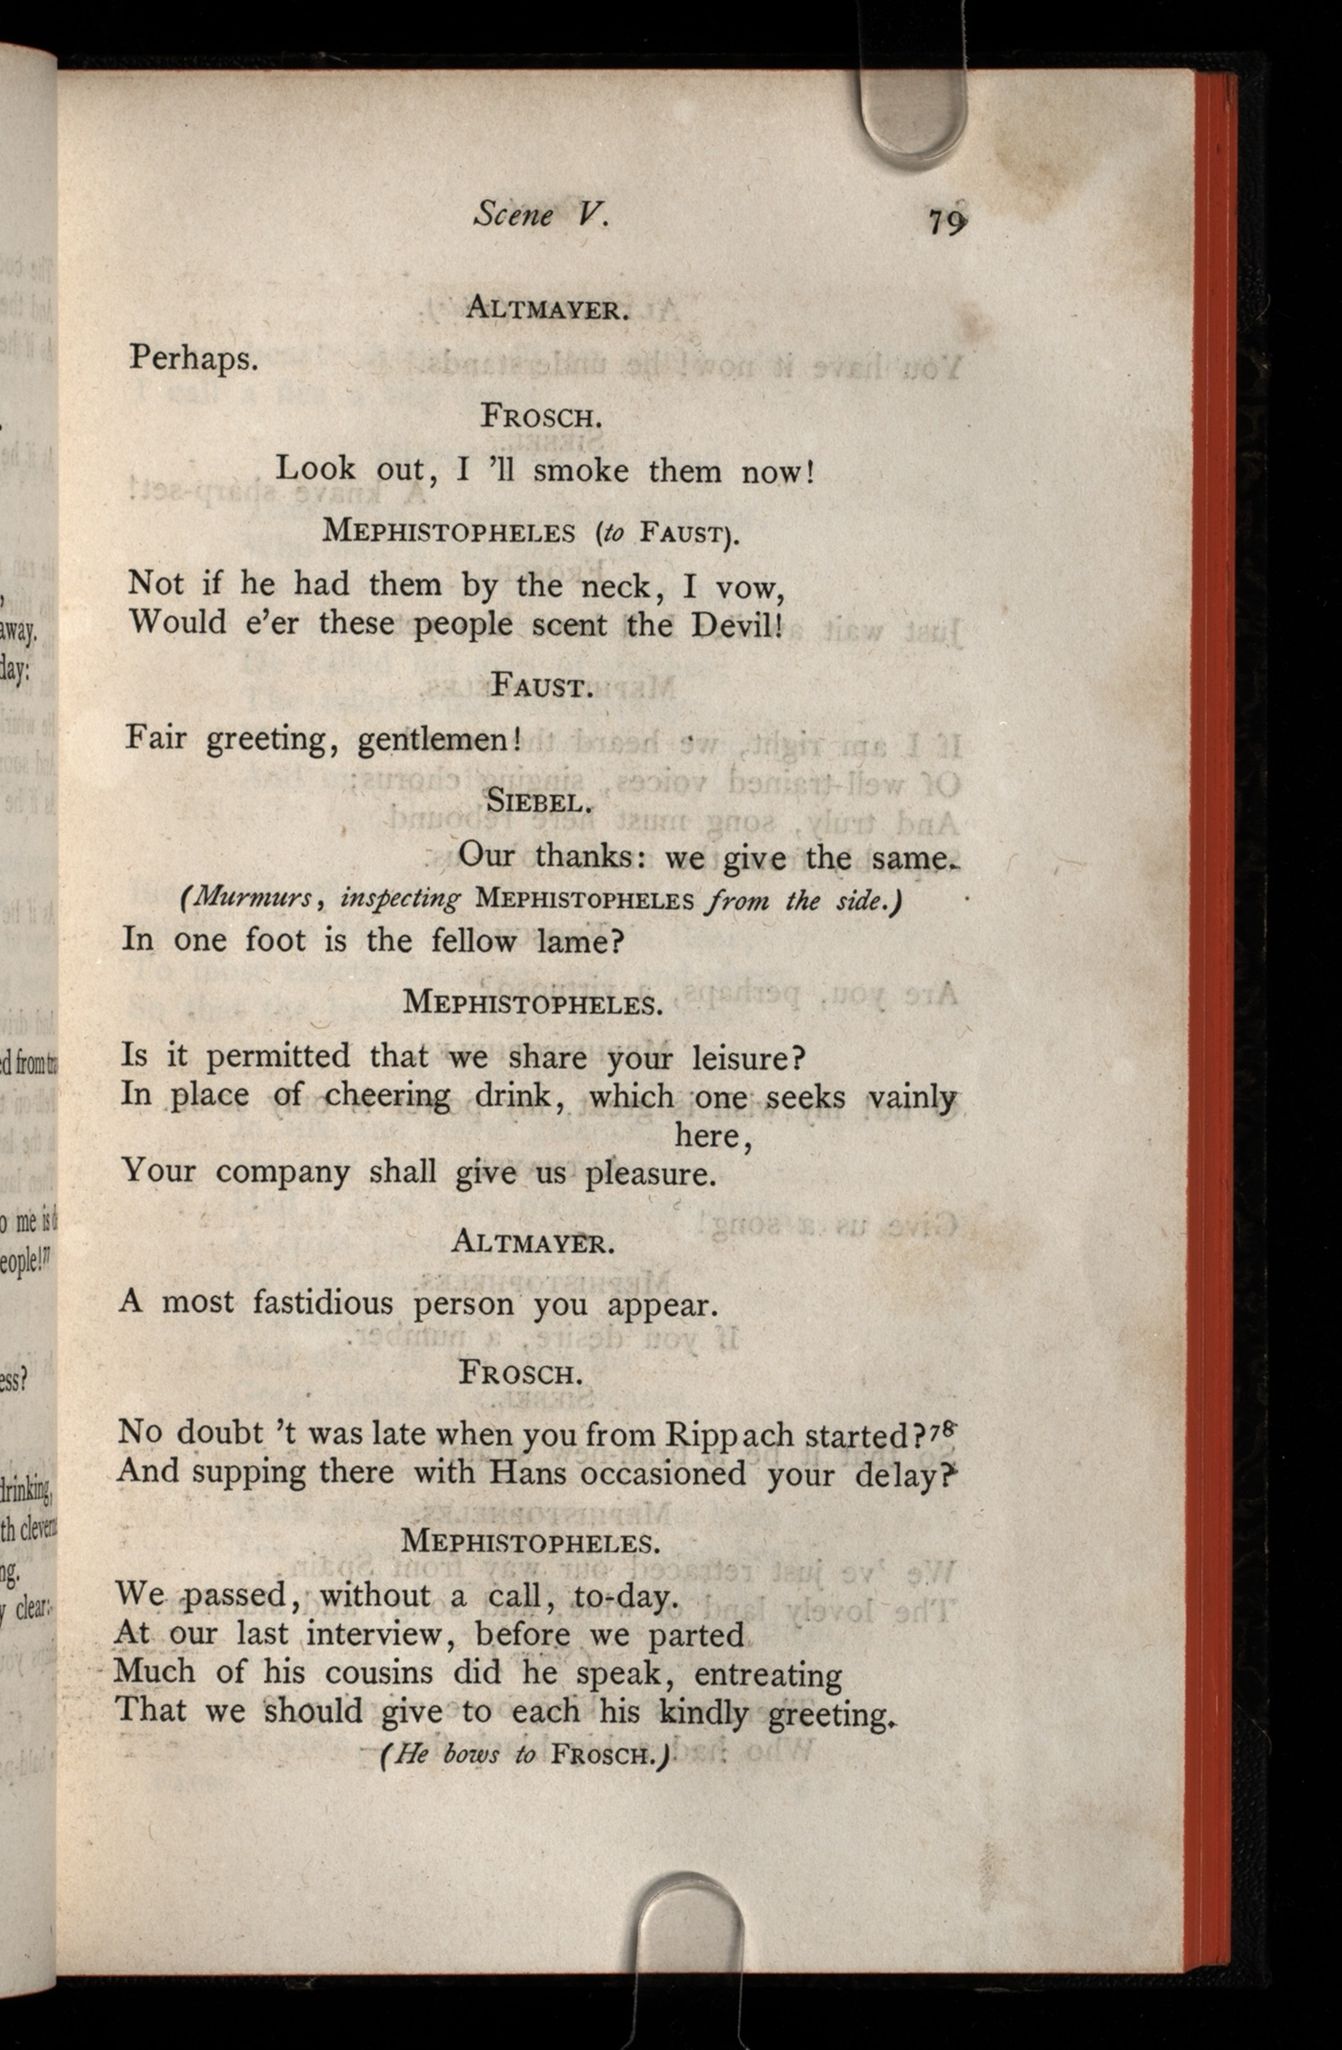 Scene V. 79
ALTMAYER.
Perhaps.
FROSCH.
Look out, I 'll smoke them now!
MEPHISTOPHELES (to FAUST).
Not if he had them by the neck, I vow,
Would e'er these people scent the Devil!
FAUST.
Fair greeting, gentlemen!
SIEBEL.
Our thanks: we give the same.
(Murmurs, inspecting MEPHISTOPHELES from the side.)
In one foot is the fellow lame?
MEPHISTOPHELES.
Is it permitted that we share your leisure?
In place of cheering drink, which one seeks vainly
here,
Your company shall give us pleasure.
ALTMAYER.
A most fastidious person you appear.
FROSCH.
No doubt 't was late when you from Rippach started?78
And supping there with Hans occasioned your delay?
MEPHISTOPHELES.
We passed, without a call, to-day.
At our last interview, before we parted
Much of his cousins did he speak, entreating
That we should give to each his kindly greeting.
(He bows to FROSCH.)